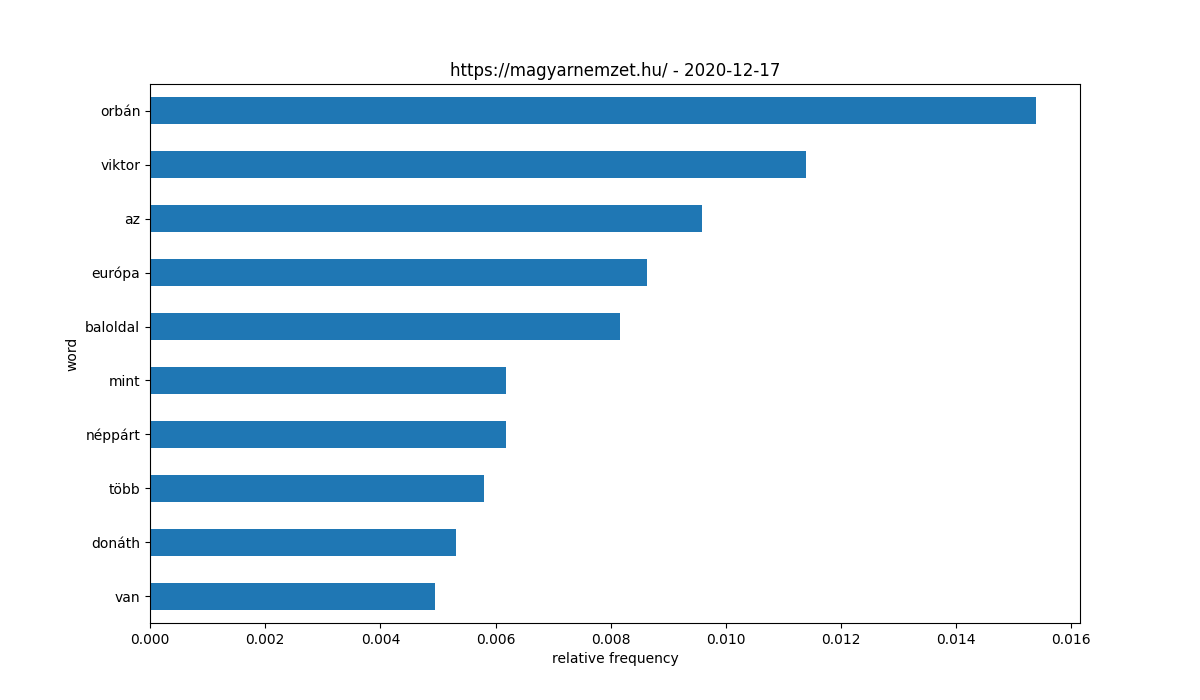 https://magyarnemzet.hu/ - 2020-12-17
orbán
viktor
az
európa
baloldal
mint
néppárt
több
donáth
van
word
0.000 0.002 0.004 0.006 0.008 0.010 0.012 0.014 0.016
relative frequency